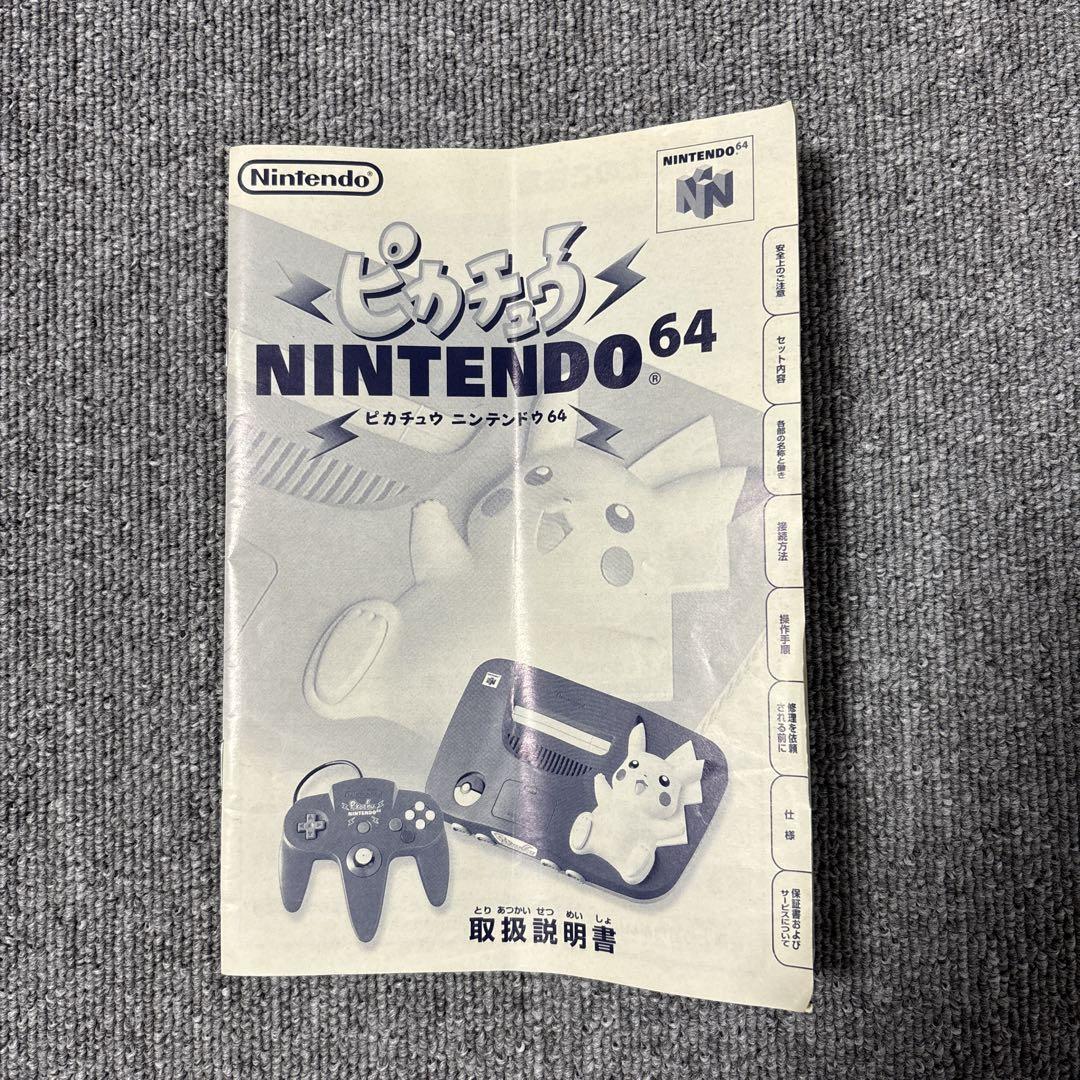 Nintendo®
NINTENDO64
ピカチュウ
NINTENDO64®
ピカチュウ ニンテンドウ64
安全上のご注意
セット内容
各部の名称と働き
接続方法
操作手順
修理を依頼
される前に
仕様
保証書および
サービスについて
Pikachu
NINTENDO64
とり あつかい せつ めい しょ
取扱説明書